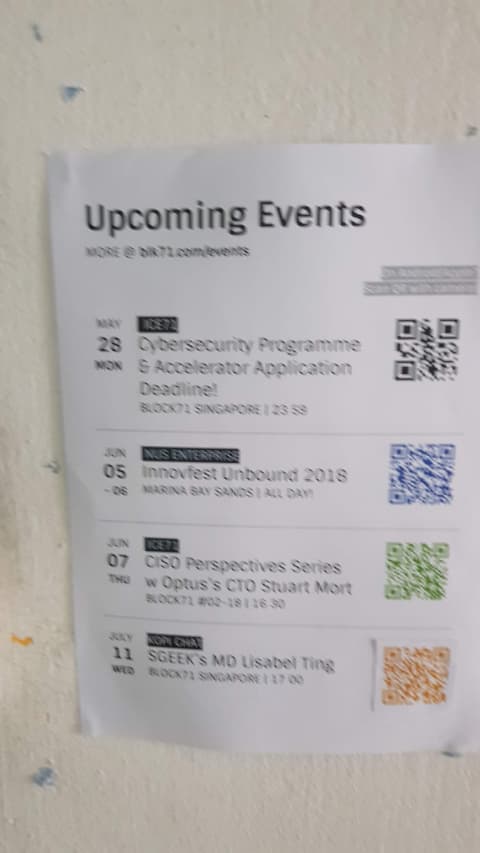 Upcoming Events
MORE @ blk71.com/events
MAY
28
MON
ICE71
Cybersecurity Programme
& Accelerator Application
Deadline!
BLOCK71 SINGAPORE | 23 59
JUN
05
- 06
NUS ENTERPRISE
Innovfest Unbound 2018
MARINA BAY SANDS | ALL DAY!
JUN
07
THU
ICE71
CISO Perspectives Series
w Optus's CTO Stuart Mort
BLOCK71 #02-18 | 16 30
JULY
11
WED
KOPI CHAT
SGEEK's MD Lisabel Ting
BLOCK71 SINGAPORE | 17 00